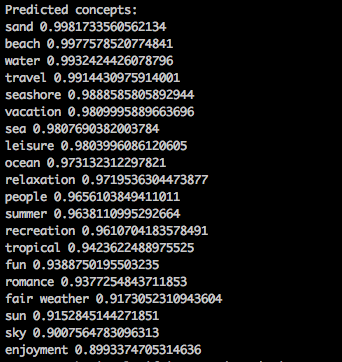 Predicted concepts:
sand 0.9981733560562134
beach 0.9977578520774841
water 0.9932424426078796
travel 0.9914430975914001
seashore 0.9888585805892944
vacation 0.9809995889663696
sea 0.9807690382003784
leisure 0.9803996086120605
ocean 0.973132312297821
relaxation 0.9719536304473877
people 0.9656103849411011
summer 0.9638110995292664
recreation 0.9610704183578491
tropical 0.9423622488975525
fun 0.9388750195503235
romance 0.9377254843711853
fair weather 0.9173052310943604
sun 0.9152845144271851
sky 0.9007564783096313
enjoyment 0.8993374705314636